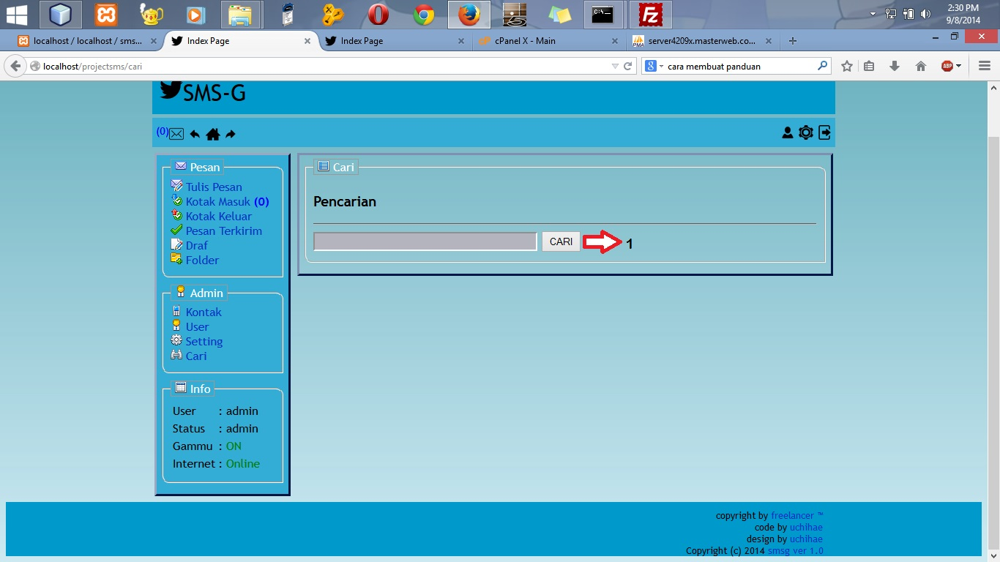 2:30 PM
9/8/2014
localhost / localhost / sms...
Index Page
Index Page
cPanel X - Main
server4209x.masterweb.co...
localhost/projectsms/cari
cara membuat panduan
SMS-G
(0)
Pesan
Tulis Pesan
Kotak Masuk (0)
Kotak Keluar
Pesan Terkirim
Draf
Folder
Admin
Kontak
User
Setting
Cari
Info
User : admin
Status : admin
Gammu : ON
Internet : Online
Cari
Pencarian
CARI
1
copyright by freelancer ™
code by uchihae
design by uchihae
Copyright (c) 2014 smsg ver 1.0